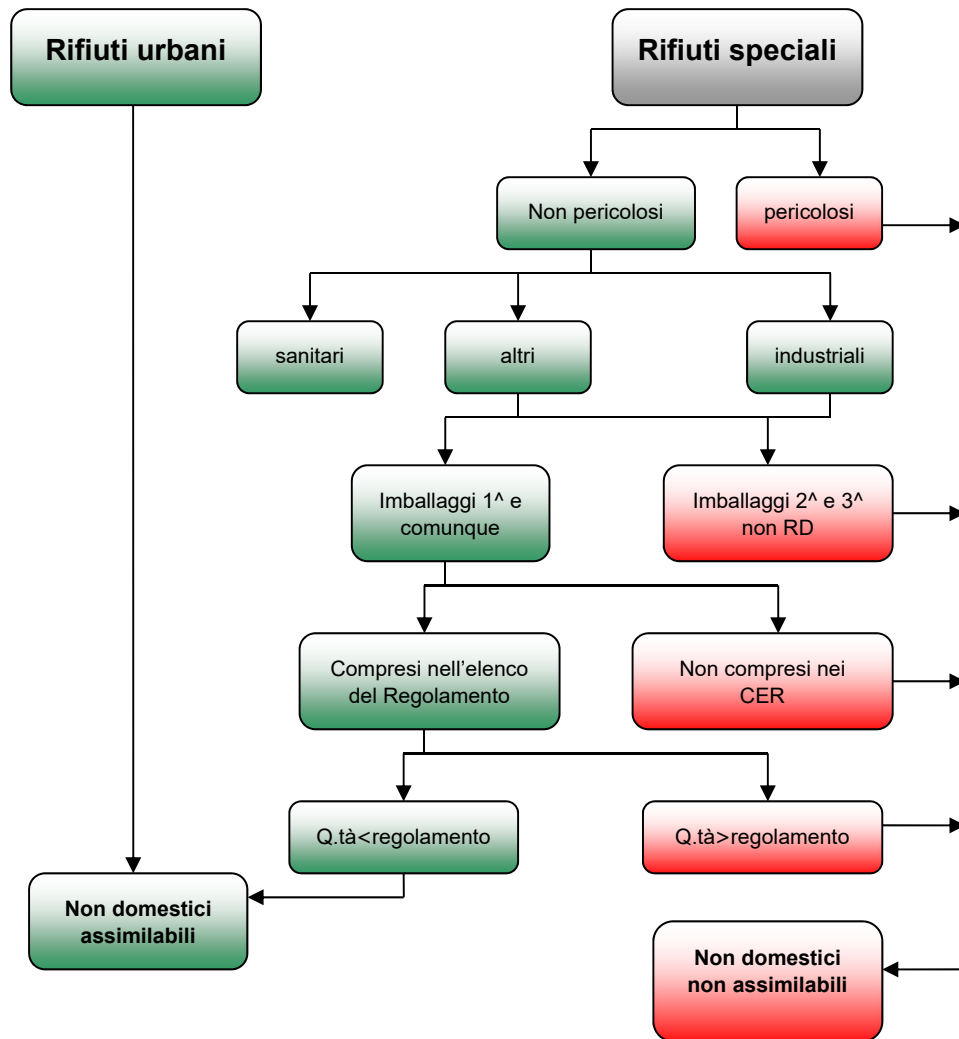 Rifiuti urbani
Rifiuti speciali
Non pericolosi
pericolosi
sanitari
altri
industriali
Imballaggi 1^ e
comunque
Imballaggi 2^ e 3^
non RD
Compresi nell’elenco
del Regolamento
Non compresi nei
CER
Q.tà<regolamento
Q.tà>regolamento
Non domestici
assimilabili
Non domestici
non assimilabili